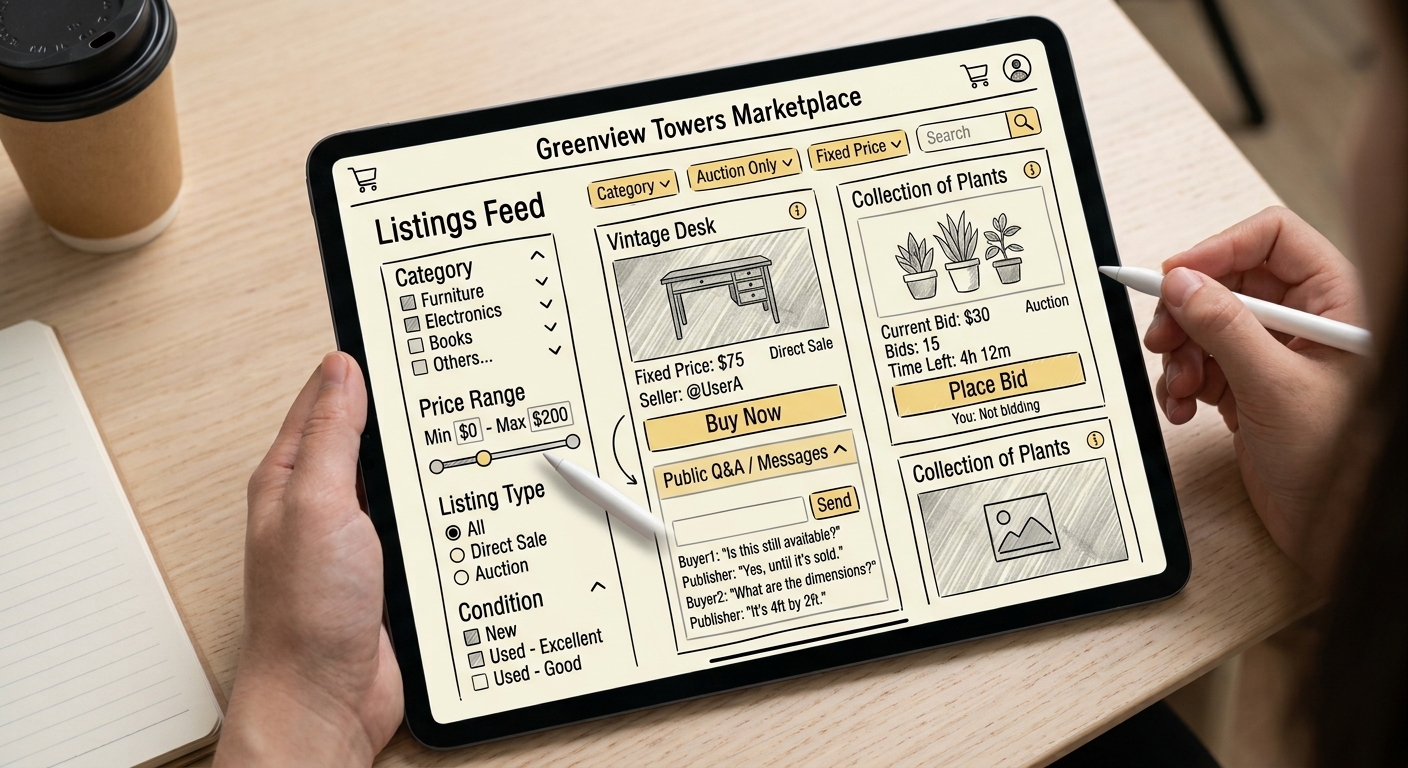 Greenview Towers Marketplace
Category
Auction Only
Fixed Price
Search
Listings Feed
Category
Furniture
Electronics
Books
Others...
Price Range
Min $0 - Max $200
Listing Type
All
Direct Sale
Auction
Condition
New
Used - Excellent
Used - Good
Vintage Desk
Fixed Price: $75 Direct Sale
Seller: @UserA
Buy Now
Public Q&A / Messages
Send
Buyer1: "Is this still available?"
Publisher: "Yes, until it's sold."
Buyer2: "What are the dimensions?"
Publisher: "It's 4ft by 2ft."
Collection of Plants
Current Bid: $30 Auction
Bids: 15
Time Left: 4h 12m
Place Bid
You: Not bidding
Collection of Plants